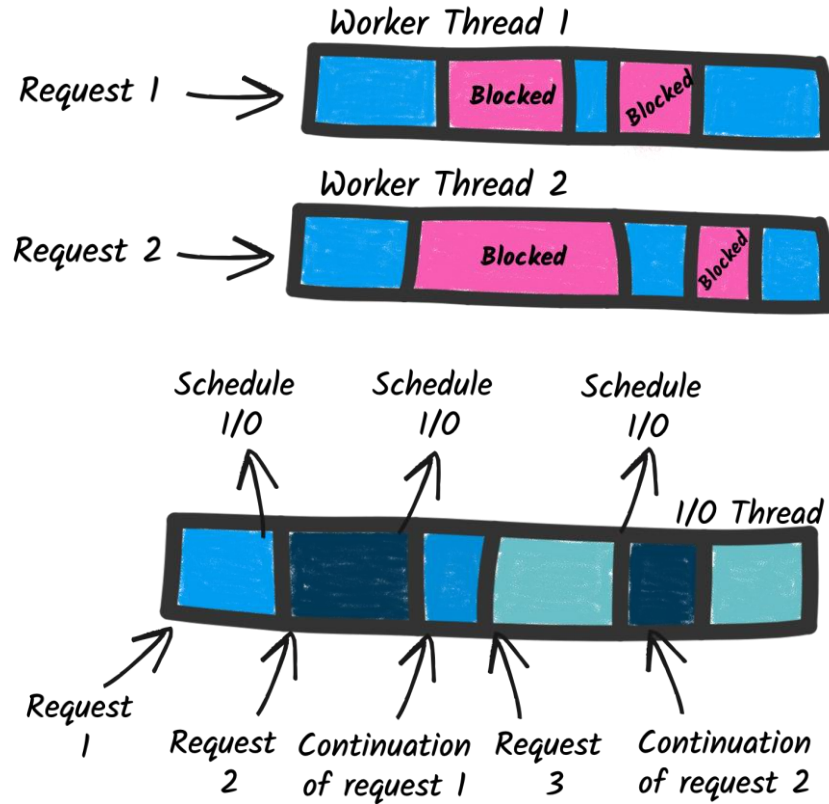 Worker Thread 1
Request 1
Blocked
Blocked
Worker Thread 2
Request 2
Blocked
Blocked
Schedule
I/O
Schedule
I/O
Schedule
I/O
I/O Thread
Request
1
Request
2
Continuation
of request 1
Request
3
Continuation
of request 2